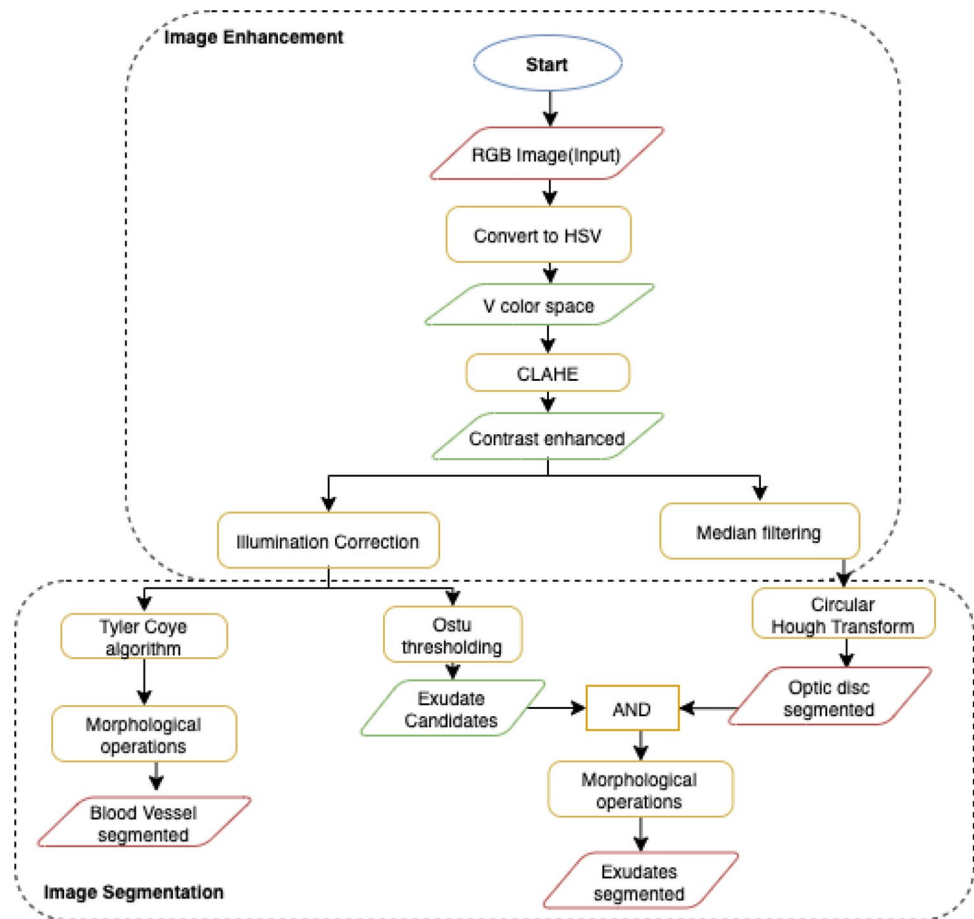 Image Enhancement
Start
RGB Image(Input)
Convert to HSV
V color space
CLAHE
Contrast enhanced
Illumination Correction
Median filtering
Tyler Coye
algorithm
Ostu
thresholding
Circular
Hough Transform
Exudate
Candidates
AND
Optic disc
segmented
Morphological
operations
Morphological
operations
Blood Vessel
segmented
Exudates
segmented
Image Segmentation